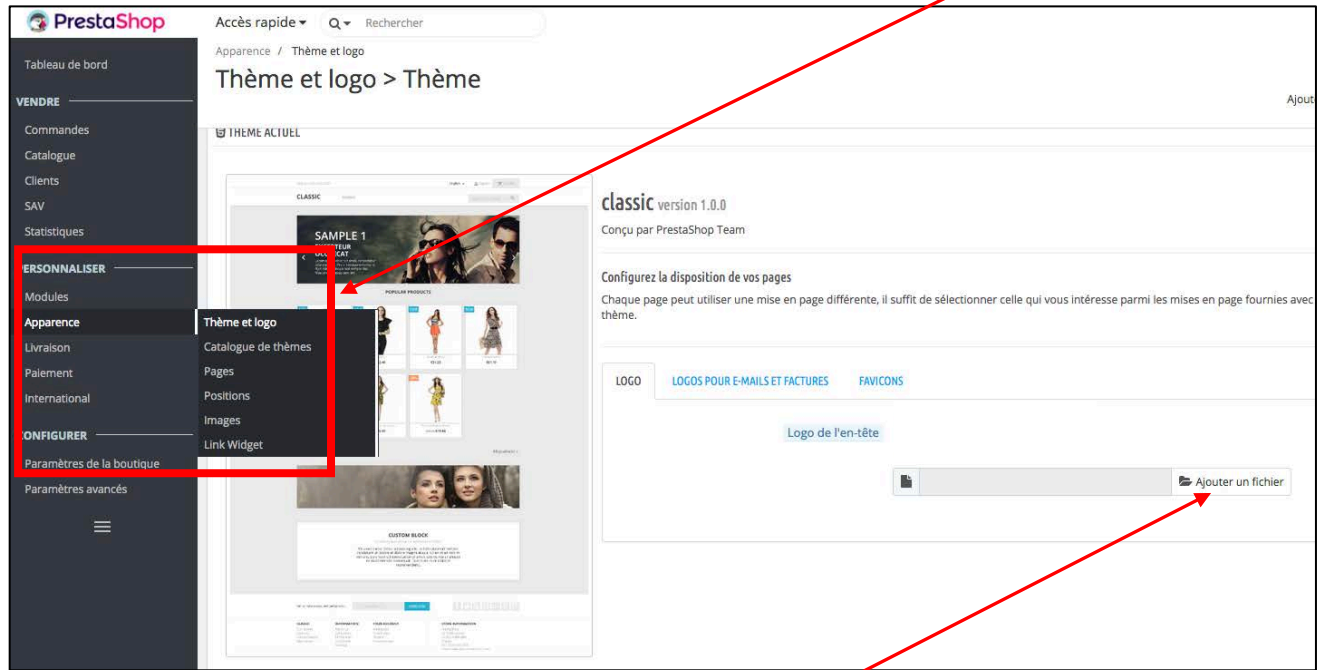 PrestaShop
Accès rapide
Rechercher
Apparence / Thème et logo
Thème et logo > Thème
Ajout
Tableau de bord
VENDRE
Commandes
Catalogue
Clients
SAV
Statistiques
PERSONNALISER
Modules
Apparence
Livraison
Paiement
International
CONFIGURER
Paramètres de la boutique
Paramètres avancés
Thème et logo
Catalogue de thèmes
Pages
Positions
Images
Link Widget
THÈME ACTUEL
CLASSIC
SAMPLE 1
POPULAR PRODUCTS
CUSTOM BLOCK
classic version 1.0.0
Conçu par PrestaShop Team
Configurez la disposition de vos pages
Chaque page peut utiliser une mise en page différente, il suffit de sélectionner celle qui vous intéresse parmi les mises en page fournies avec
thème.
LOGO
LOGOS POUR E-MAILS ET FACTURES
FAVICONS
Logo de l'en-tête
Ajouter un fichier